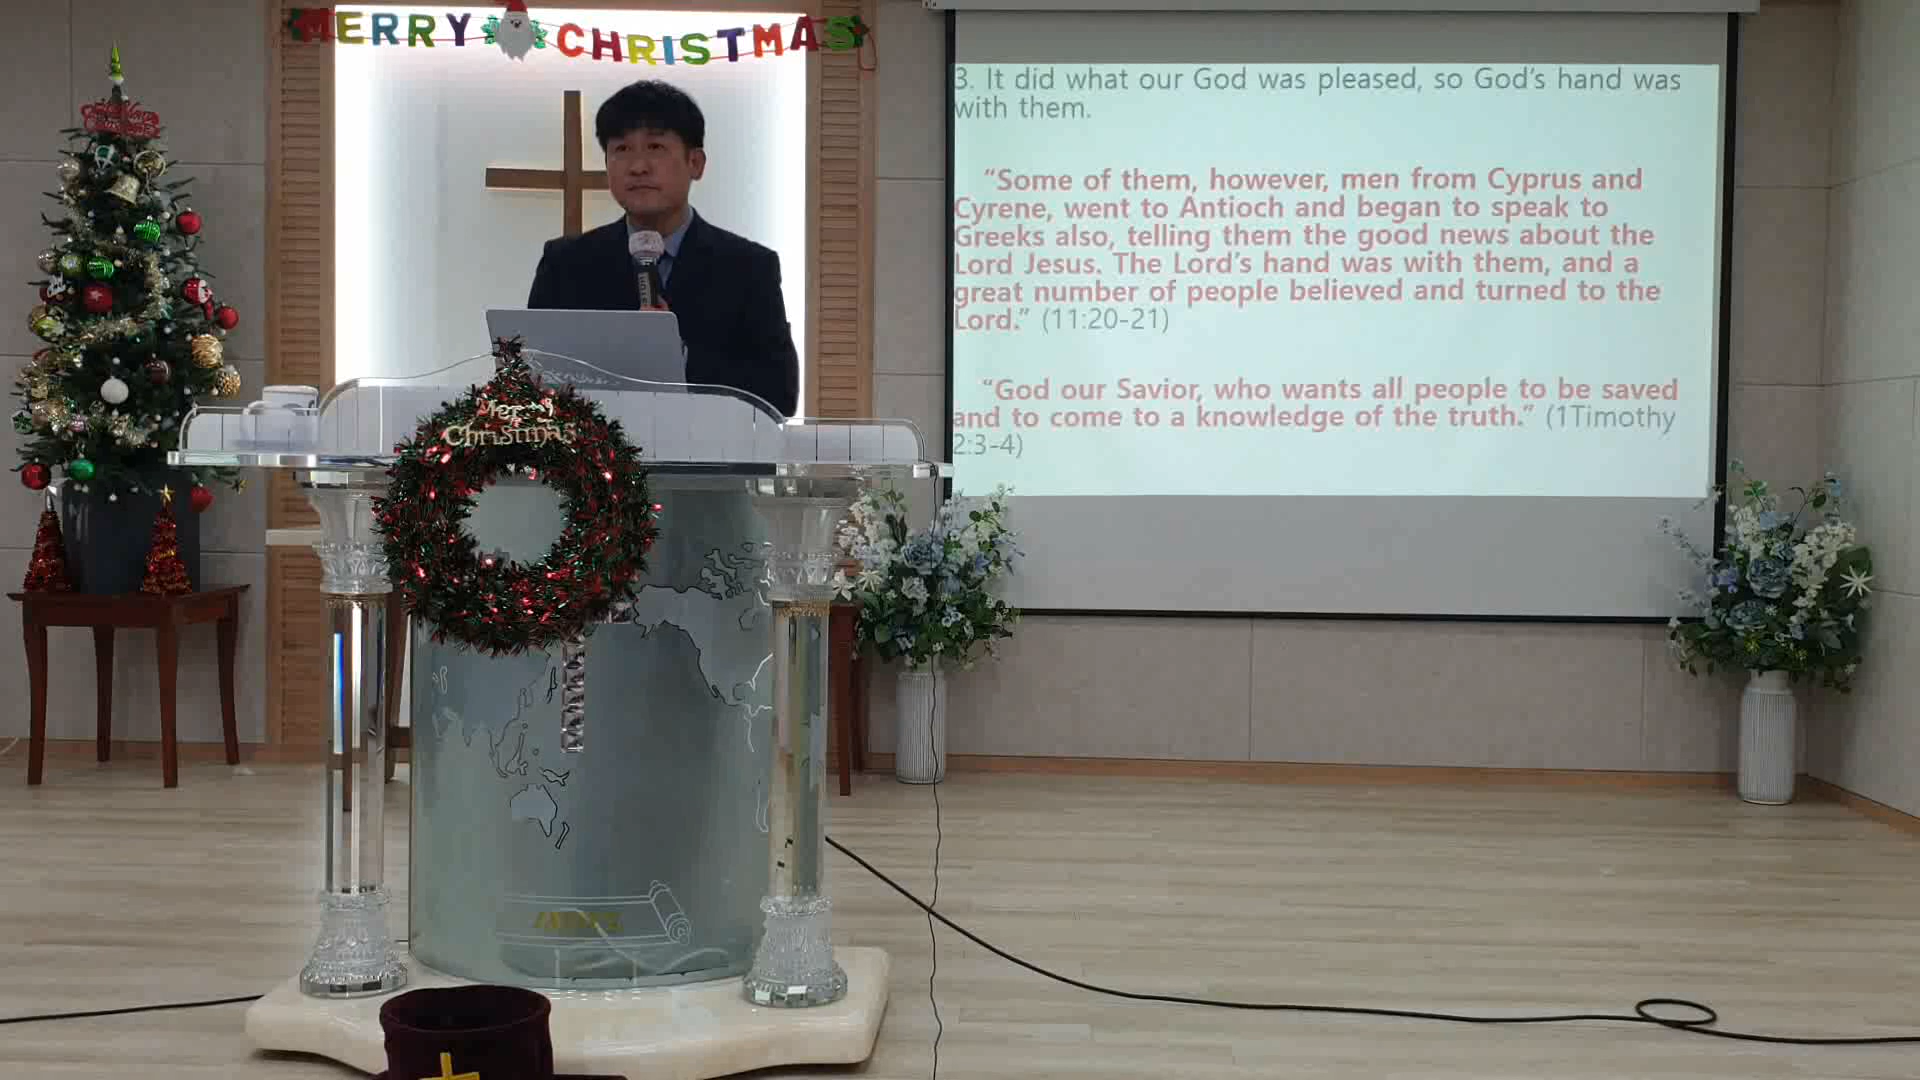 MERRY CHRISTMAS
3. It did what our God was pleased, so God's hand was
with them.
“Some of them, however, men from Cyprus and
Cyrene, went to Antioch and began to speak to
Greeks also, telling them the good news about the
Lord Jesus. The Lord's hand was with them, and a
great number of people believed and turned to the
Lord.” (11:20-21)
“God our Savior, who wants all people to be saved
and to come to a knowledge of the truth.” (1Timothy
2:3-4)
Merry
Christmas